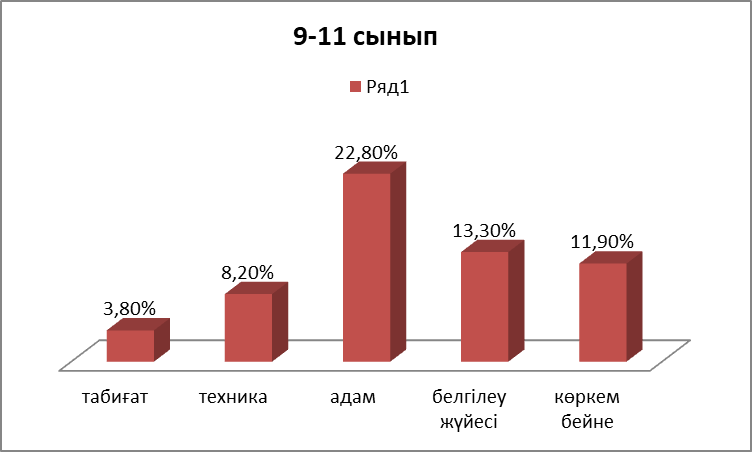 9-11 сынып
Ряд1
22,80%
13,30%
11,90%
8,20%
3,80%
табиғат
техника
адам
белгілеу
жүйесі
көркем
бейне